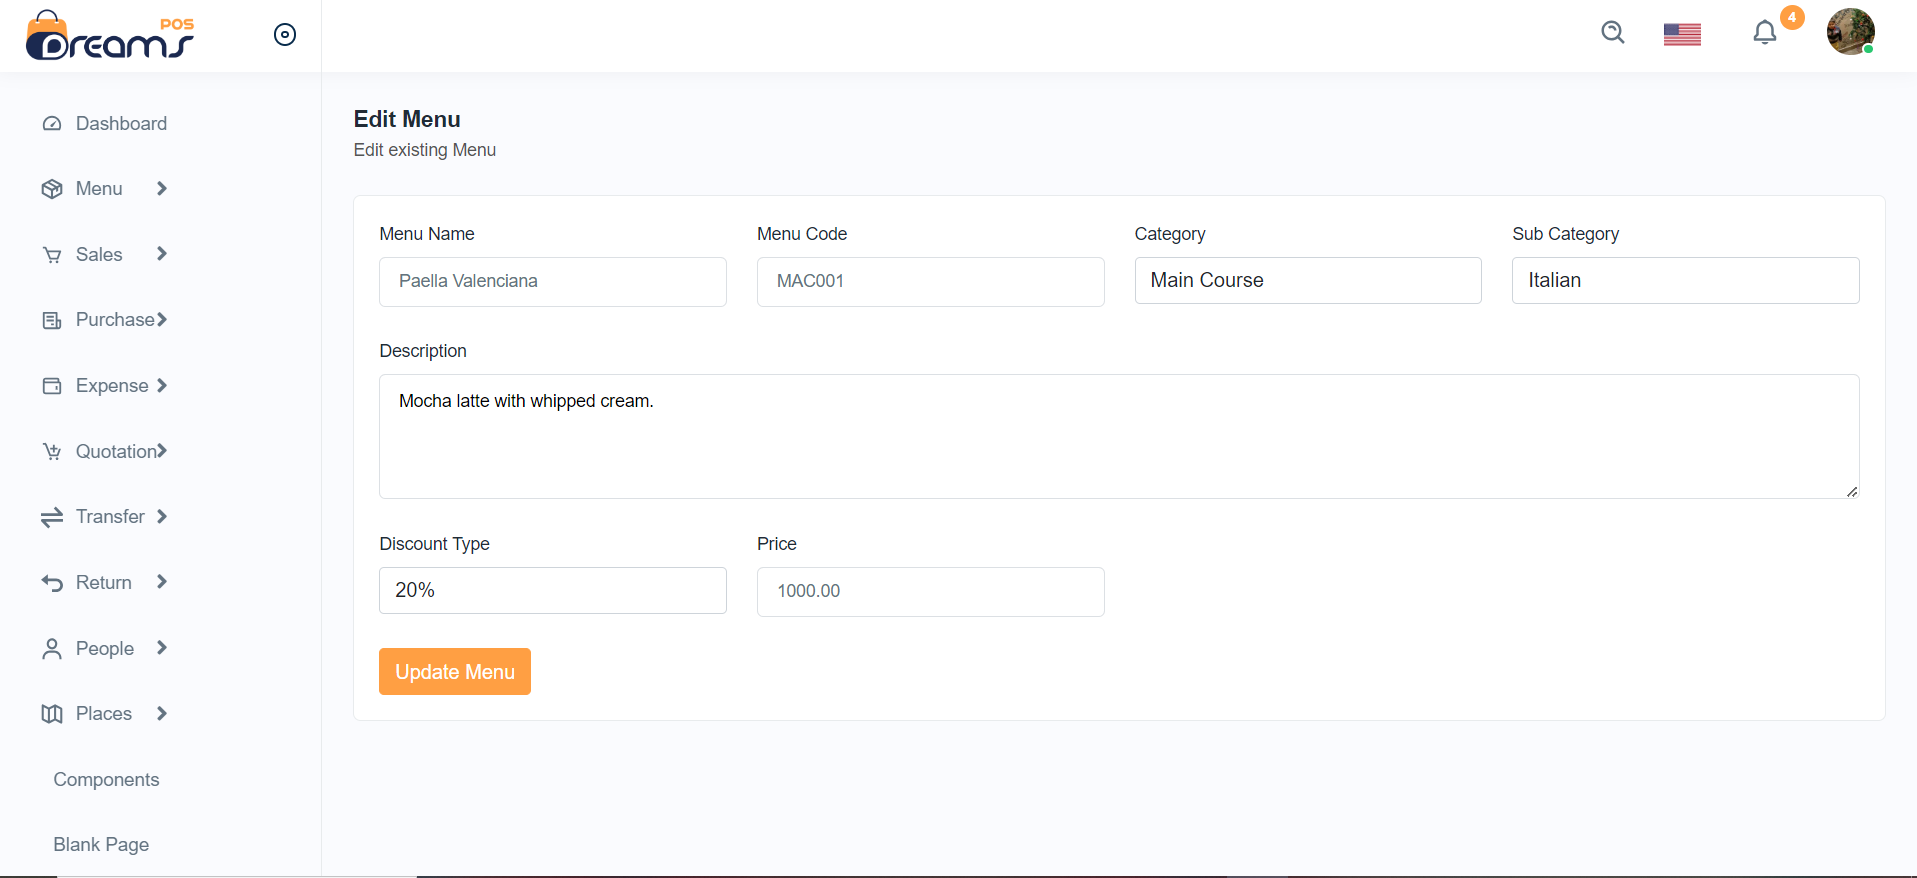 POS
Dreams
4
Dashboard
Menu
Sales
Purchase
Expense
Quotation
Transfer
Return
People
Places
Components
Blank Page
Edit Menu
Edit existing Menu
Menu Name
Menu Code
Category
Sub Category
Paella Valenciana
MAC001
Main Course
Italian
Description
Mocha latte with whipped cream.
Discount Type
Price
20%
1000.00
Update Menu